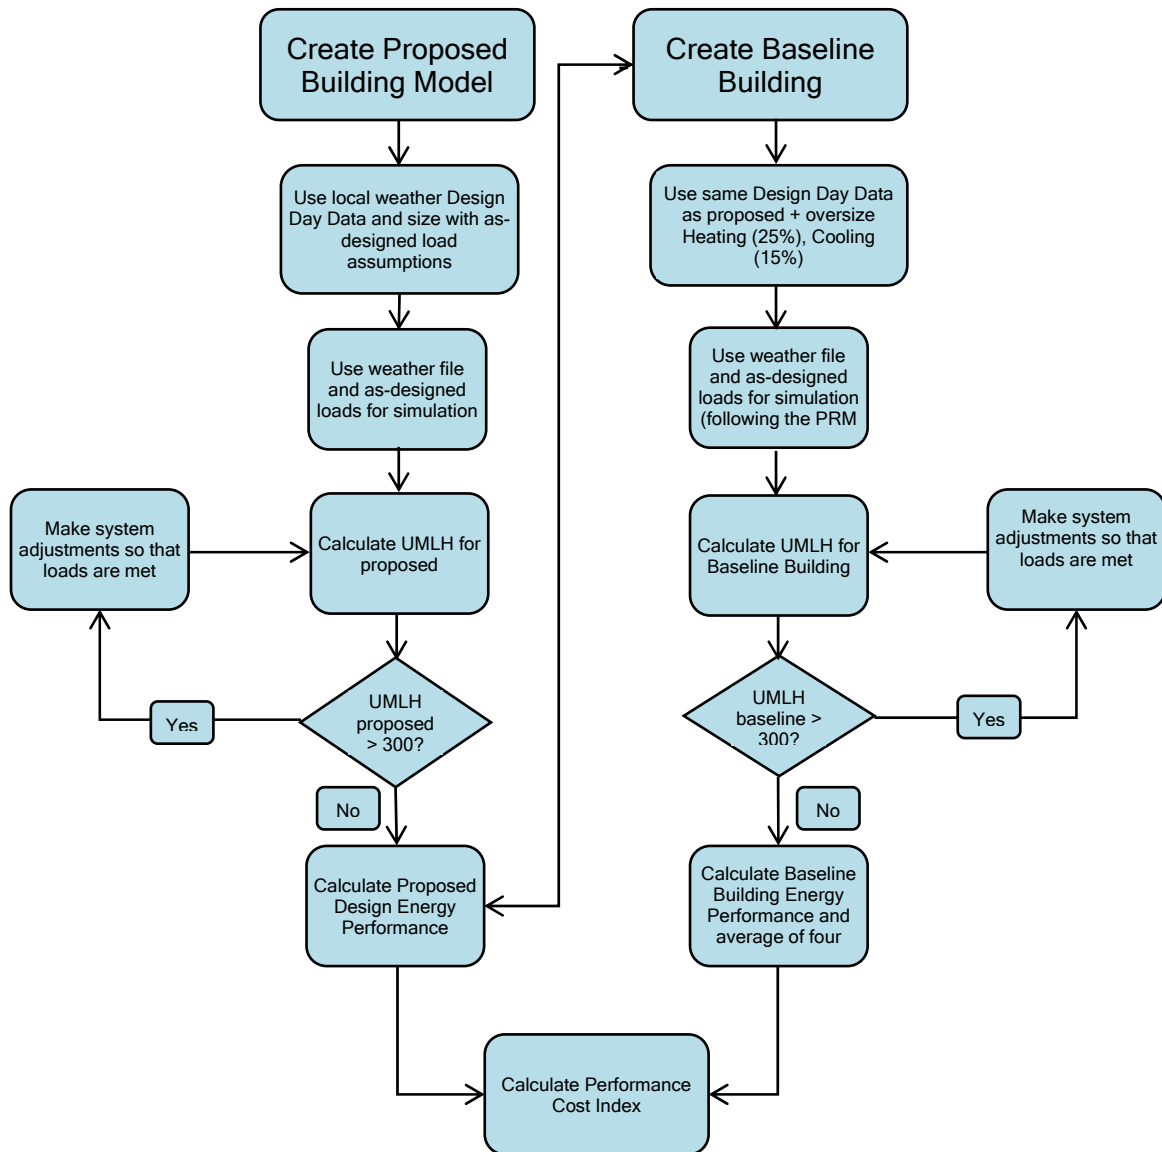 Create Proposed
Building Model
Create Baseline
Building
Use local weather Design
Day Data and size with as-
designed load
assumptions
Use same Design Day Data
as proposed + oversize
Heating (25%), Cooling
(15%)
Use weather file
and as-designed
loads for simulation
Use weather file
and as-designed
loads for simulation
(following the PRM
Make system
adjustments so that
loads are met
Calculate UMLH for
proposed
Calculate UMLH for
Baseline Building
Make system
adjustments so that
loads are met
UMLH
proposed
> 300?
Yes
No
UMLH
baseline >
300?
Yes
No
Calculate Proposed
Design Energy
Performance
Calculate Baseline
Building Energy
Performance and
average of four
Calculate Performance
Cost Index